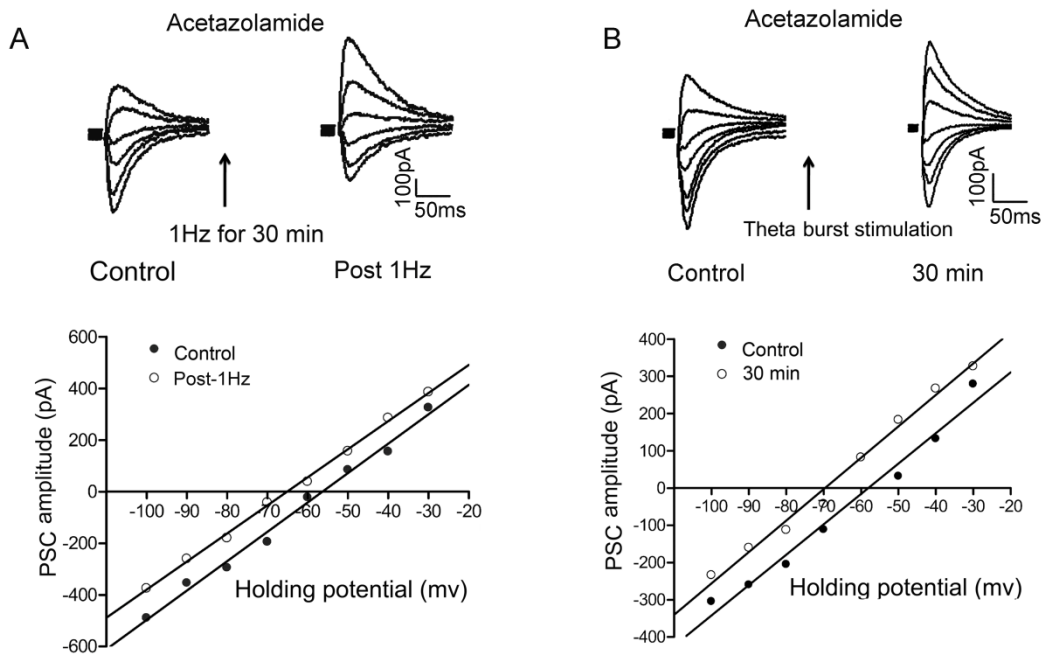 A
Acetazolamide
100pA
50ms
1Hz for 30 min
Control
Post 1Hz
600
400
200
0
-200
-400
-600
PSC amplitude (pA)
Control
Post-1Hz
-100 -90 -80 -70 -60 -50 -40 -30 -20
Holding potential (mv)
B
Acetazolamide
100pA
50ms
Theta burst stimulation
Control
30 min
400
300
200
100
0
-100
-200
-300
-400
PSC amplitude (pA)
Control
30 min
-100 -90 -80 -70 -60 -50 -40 -30 -20
Holding potential (mv)